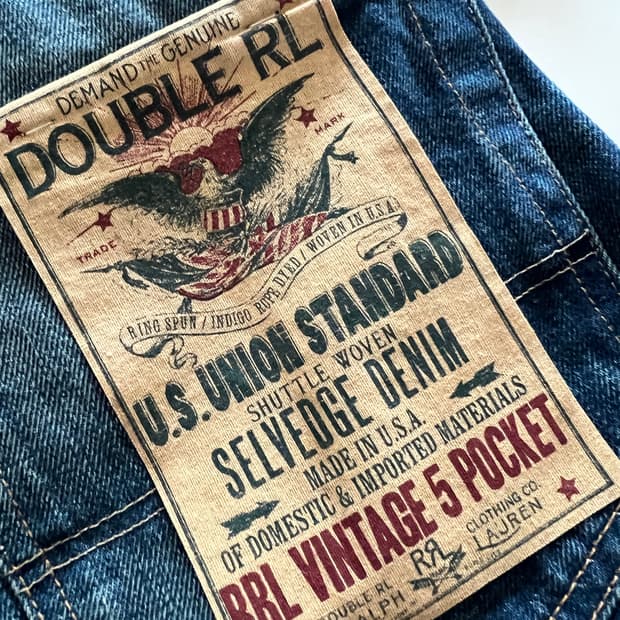 DEMAND THE GENUINE
DOUBLE RL
TRADE MARK
RING SPUN / INDIGO ROPE DYED / WOVEN IN U.S.A.
U.S. UNION STANDARD
SHUTTLE WOVEN
SELVEDGE DENIM
MADE IN U.S.A
OF DOMESTIC & IMPORTED MATERIALS
RRL VINTAGE 5 POCKET
DOUBLE RL RRL CLOTHING CO.
RALPH LAUREN